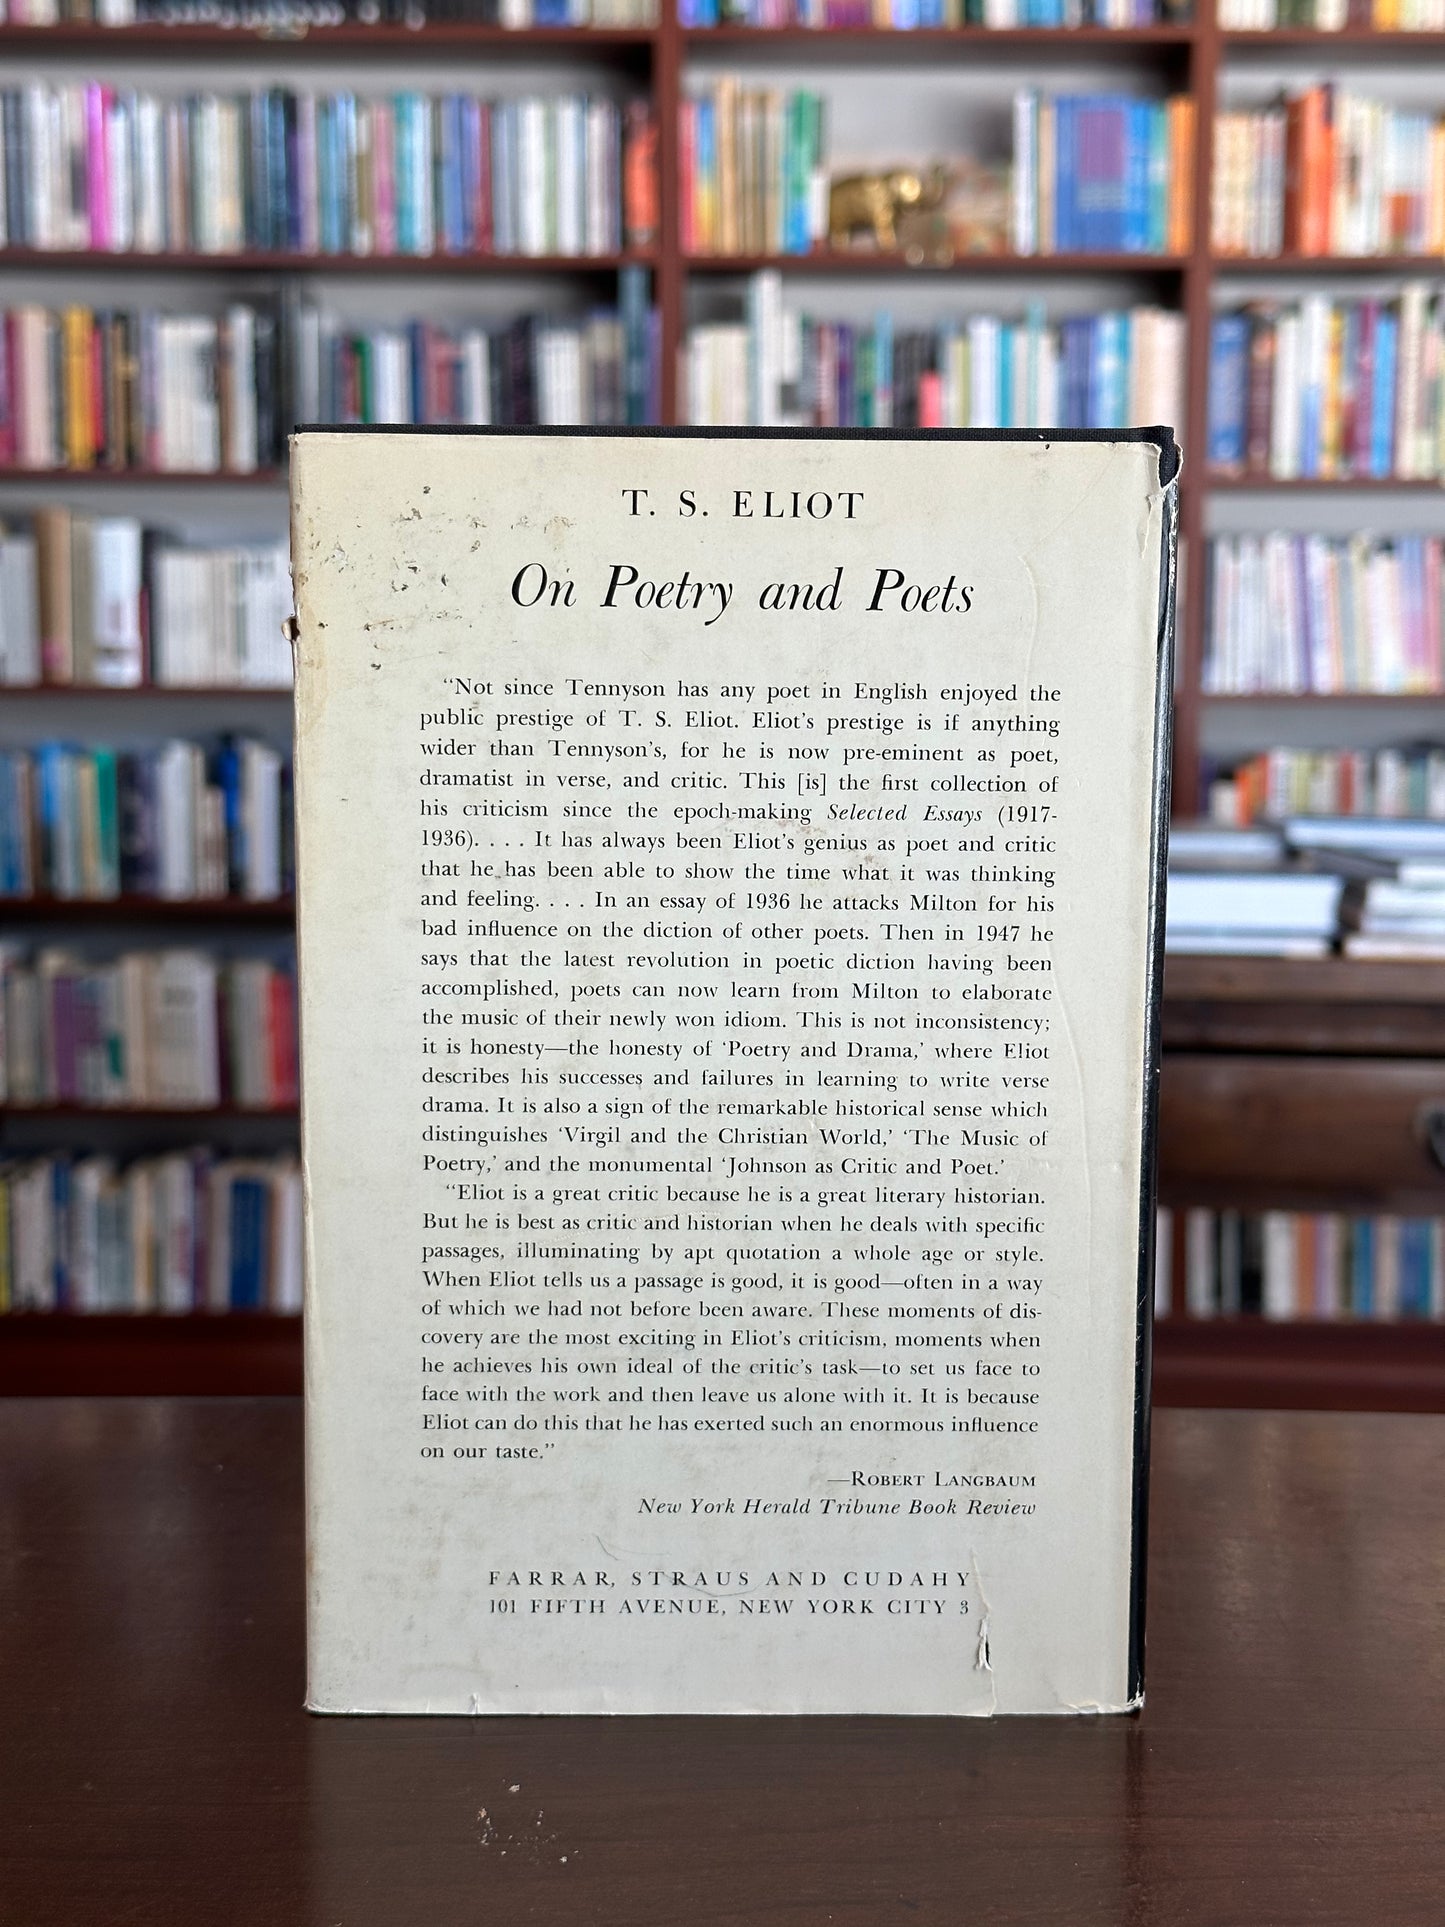 T. S. ELIOT
On Poetry and Poets
“Not since Tennyson has any poet in English enjoyed the
public prestige of T. S. Eliot. Eliot’s prestige is if anything
wider than Tennyson’s, for he is now pre-eminent as poet,
dramatist in verse, and critic. This [is] the first collection of
his criticism since the epoch-making Selected Essays (1917-
1936). . . . It has always been Eliot’s genius as poet and critic
that he has been able to show the time what it was thinking
and feeling. . . . In an essay of 1936 he attacks Milton for his
bad influence on the diction of other poets. Then in 1947 he
says that the latest revolution in poetic diction having been
accomplished, poets can now learn from Milton to elaborate
the music of their newly won idiom. This is not inconsistency;
it is honesty—the honesty of ‘Poetry and Drama,’ where Eliot
describes his successes and failures in learning to write verse
drama. It is also a sign of the remarkable historical sense which
distinguishes ‘Virgil and the Christian World,’ ‘The Music of
Poetry,’ and the monumental ‘Johnson as Critic and Poet.’
“Eliot is a great critic because he is a great literary historian.
But he is best as critic and historian when he deals with specific
passages, illuminating by apt quotation a whole age or style.
When Eliot tells us a passage is good, it is good—often in a way
of which we had not before been aware. These moments of dis-
covery are the most exciting in Eliot’s criticism, moments when
he achieves his own ideal of the critic’s task—to set us face to
face with the work and then leave us alone with it. It is because
Eliot can do this that he has exerted such an enormous influence
on our taste.”
—ROBERT LANGBAUM
New York Herald Tribune Book Review
FARRAR, STRAUS AND CUDAHY
101 FIFTH AVENUE, NEW YORK CITY 3